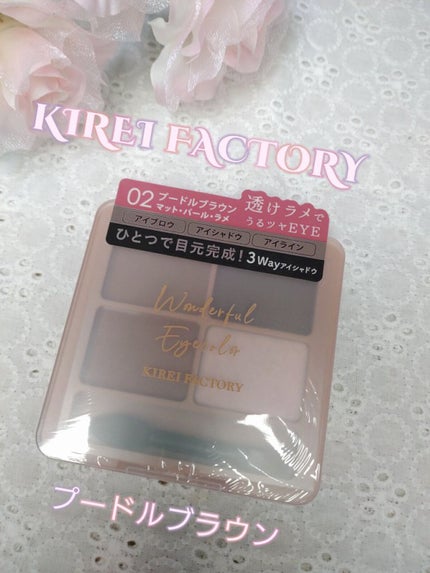 KIREI FACTORY
02 プードルブラウン
マット・パール・ラメ
透けラメで
うるツヤEYE
アイブロウ アイシャドウ アイライン
ひとつで目元完成！3Wayアイシャドウ
Wonderful
Eyecolor
KIREI FACTORY
プードルブラウン